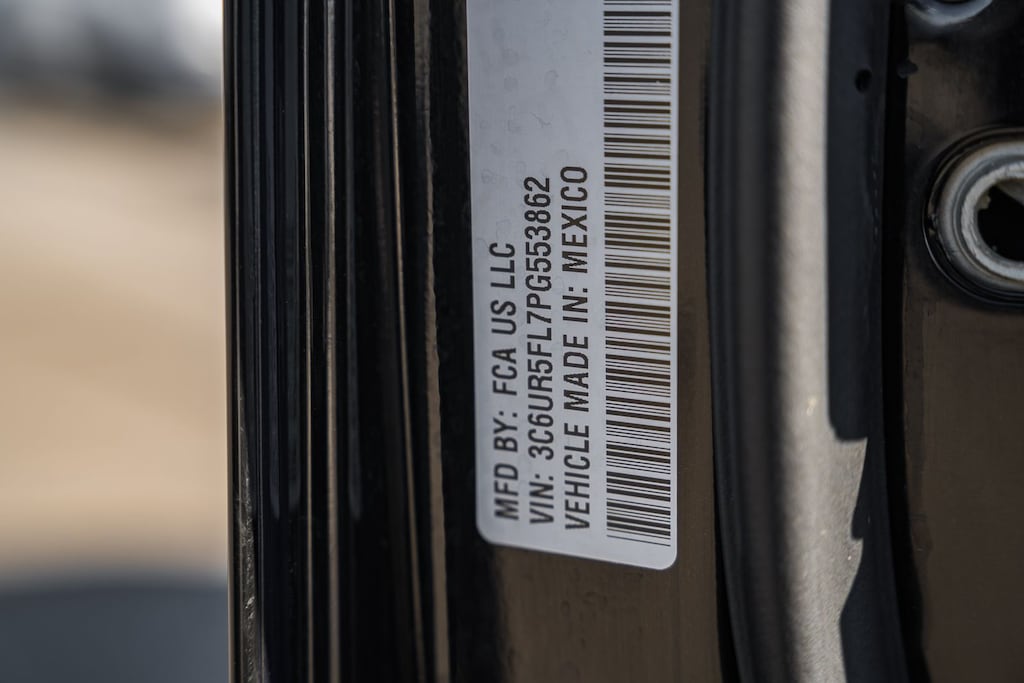 MFD BY: FCA US LLC
VIN: 3C6UR5FL7PG553862
VEHICLE MADE IN: MEXICO